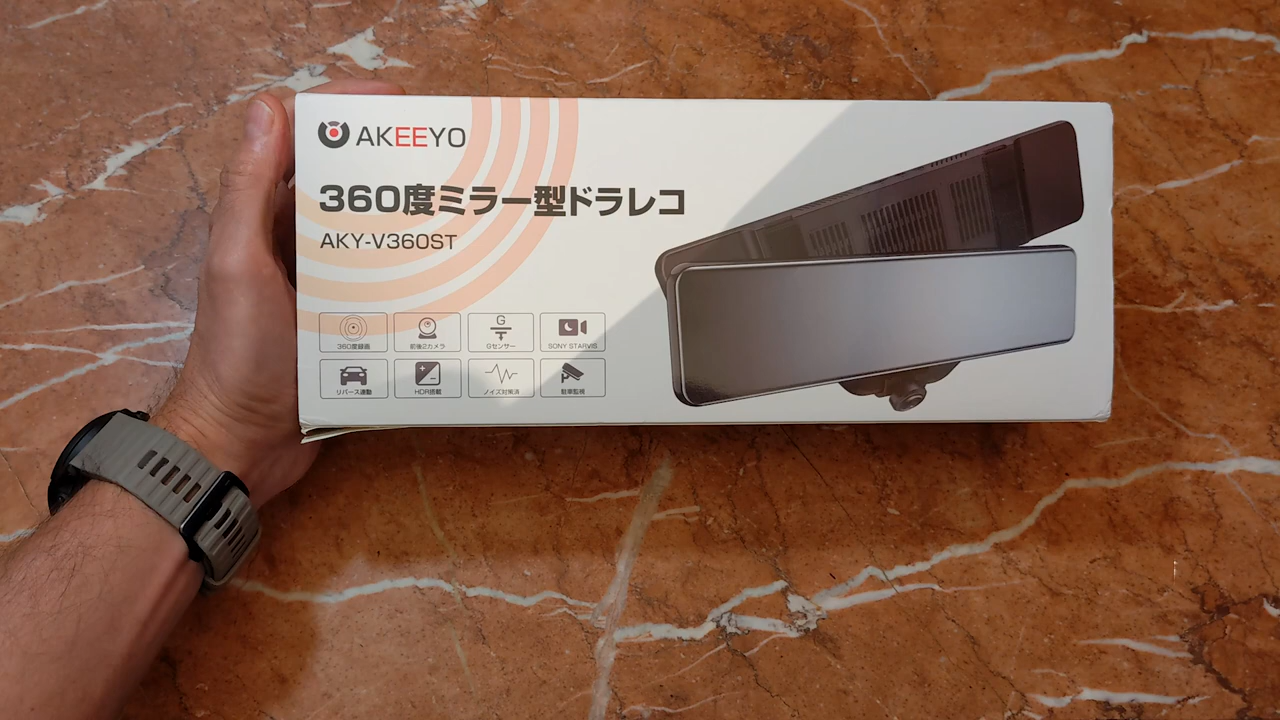 AKEEYO
360度ミラー型ドラレコ
AKY-V360ST
360度録画
前後2カメラ
G
Gセンサー
SONY STARVIS
リバース連動
HDR搭載
ノイズ対策済
駐車監視